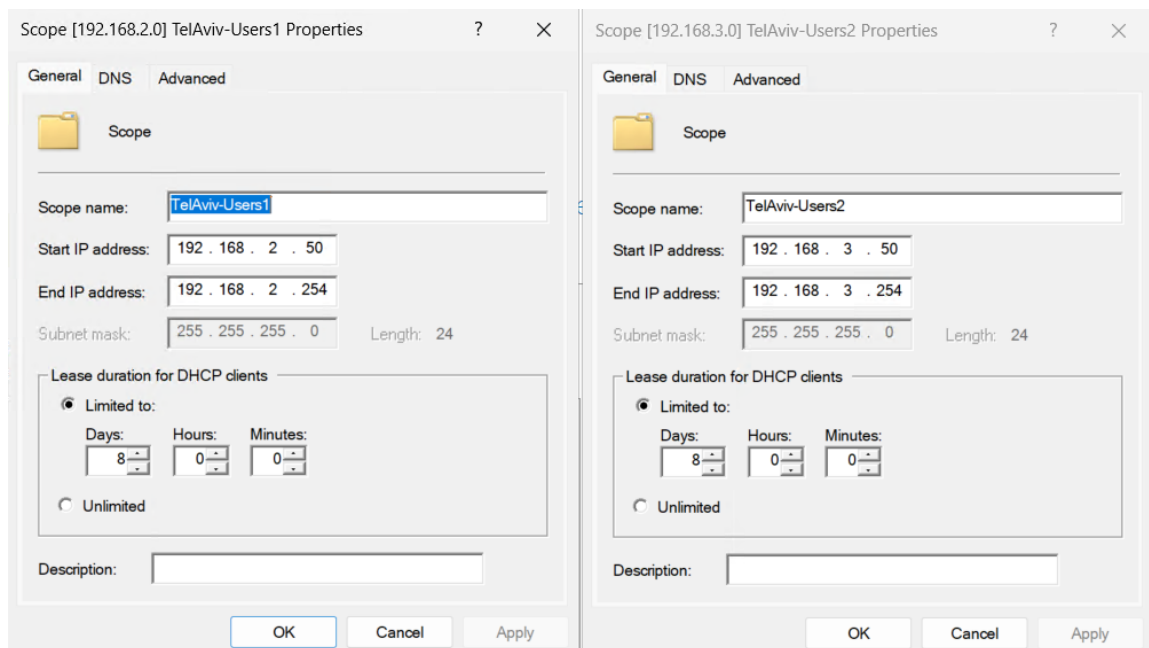 Scope [192.168.2.0] TelAviv-Users1 Properties ? ×
General DNS Advanced
Scope
Scope name: TelAviv-Users1
Start IP address: 192 . 168 . 2 . 50
End IP address: 192 . 168 . 2 . 254
Subnet mask: 255 . 255 . 255 . 0 Length: 24
Lease duration for DHCP clients
Limited to:
Days: Hours: Minutes:
8 0 0
Unlimited
Description:
OK Cancel Apply
Scope [192.168.3.0] TelAviv-Users2 Properties ? ×
General DNS Advanced
Scope
Scope name: TelAviv-Users2
Start IP address: 192 . 168 . 3 . 50
End IP address: 192 . 168 . 3 . 254
Subnet mask: 255 . 255 . 255 . 0 Length: 24
Lease duration for DHCP clients
Limited to:
Days: Hours: Minutes:
8 0 0
Unlimited
Description:
OK Cancel Apply